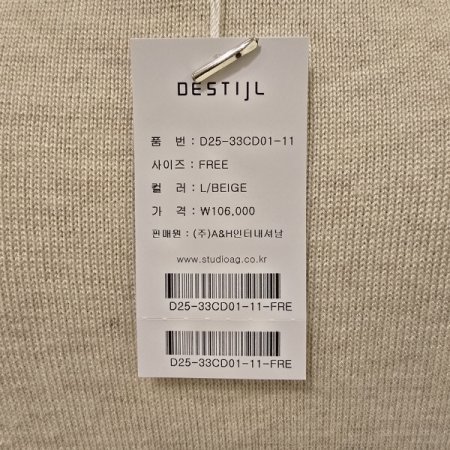 DESTIJL
품 번 : D25-33CD01-11
사이즈 : FREE
컬 러 : L/BEIGE
가 격 : ₩106,000
판매원 : (주)A&H인터내셔날
www.studioag.co.kr
D25-33CD01-11-FRE
D25-33CD01-11-FRE